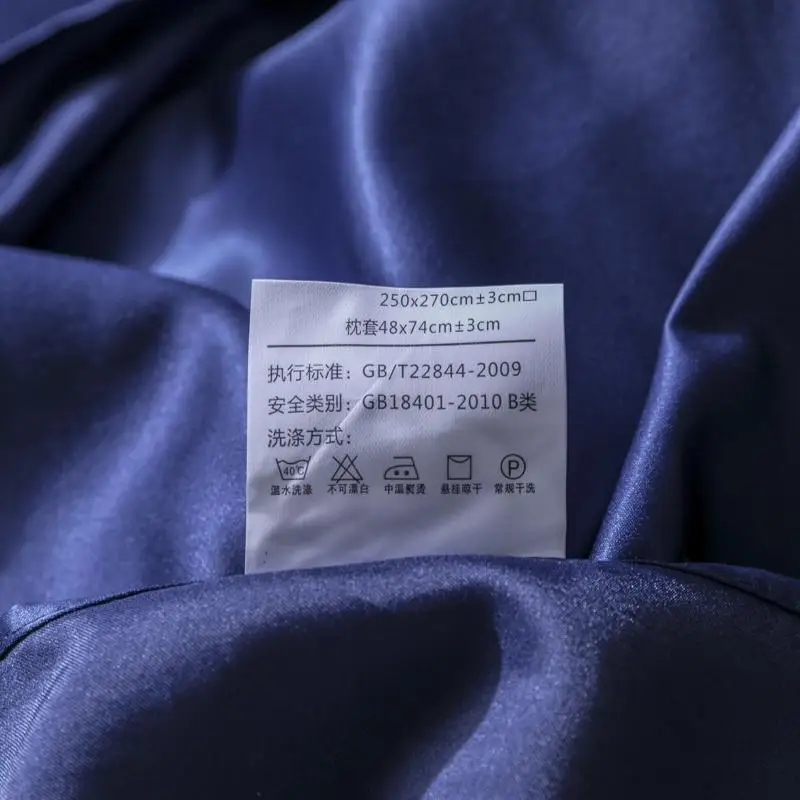 250x270cm±3cm□
枕套48x74cm±3cm
执行标准：GB/T22844-2009
安全类别：GB18401-2010 B类
洗涤方式：
40℃ P
温水洗涤 不可漂白 中温熨烫 悬挂晾干 常规干洗